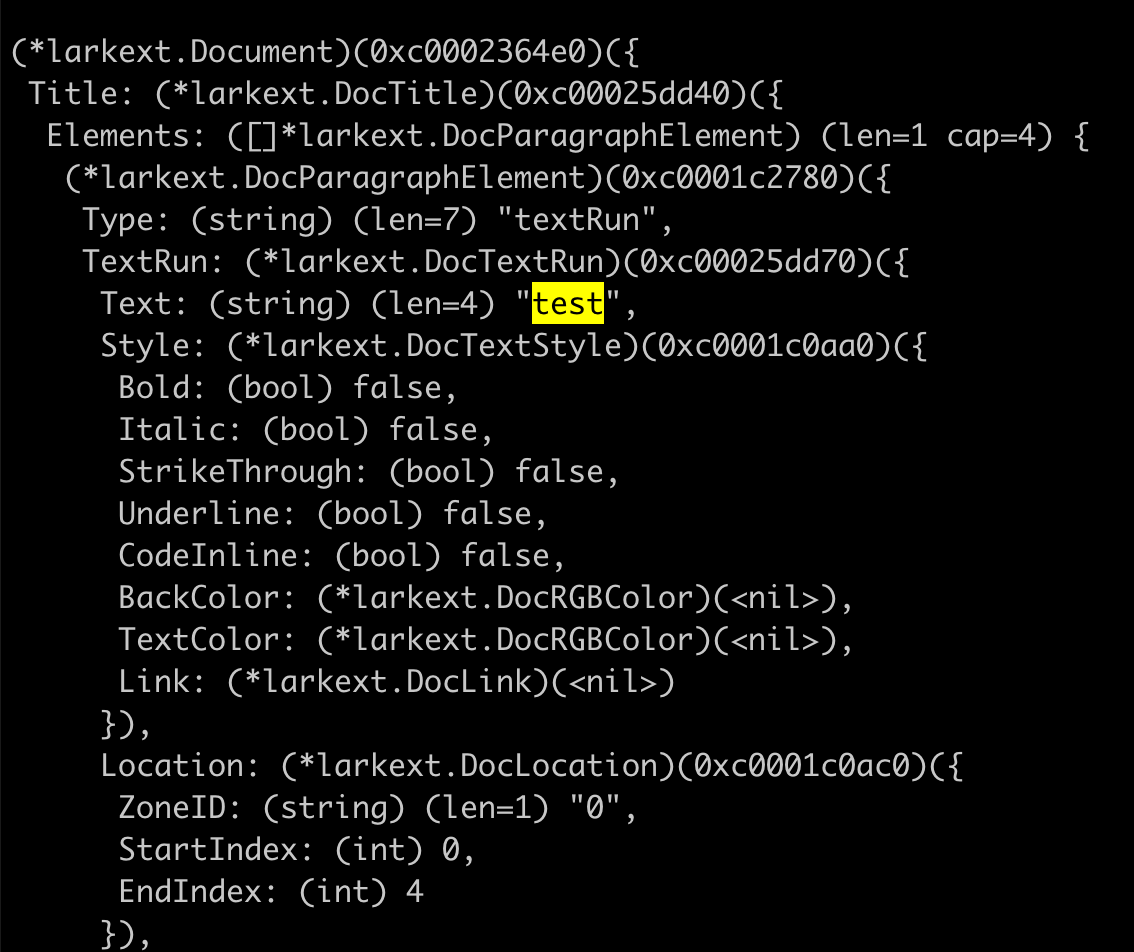 (*larkext.Document)(0xc0002364e0)({
 Title: (*larkext.DocTitle)(0xc00025dd40)({
  Elements: ([]*larkext.DocParagraphElement) (len=1 cap=4) {
   (*larkext.DocParagraphElement)(0xc0001c2780)({
    Type: (string) (len=7) "textRun",
    TextRun: (*larkext.DocTextRun)(0xc00025dd70)({
     Text: (string) (len=4) "test",
     Style: (*larkext.DocTextStyle)(0xc0001c0aa0)({
      Bold: (bool) false,
      Italic: (bool) false,
      StrikeThrough: (bool) false,
      Underline: (bool) false,
      CodeInline: (bool) false,
      BackColor: (*larkext.DocRGBColor)(<nil>),
      TextColor: (*larkext.DocRGBColor)(<nil>),
      Link: (*larkext.DocLink)(<nil>)
     }),
     Location: (*larkext.DocLocation)(0xc0001c0ac0)({
      ZoneID: (string) (len=1) "0",
      StartIndex: (int) 0,
      EndIndex: (int) 4
     }),